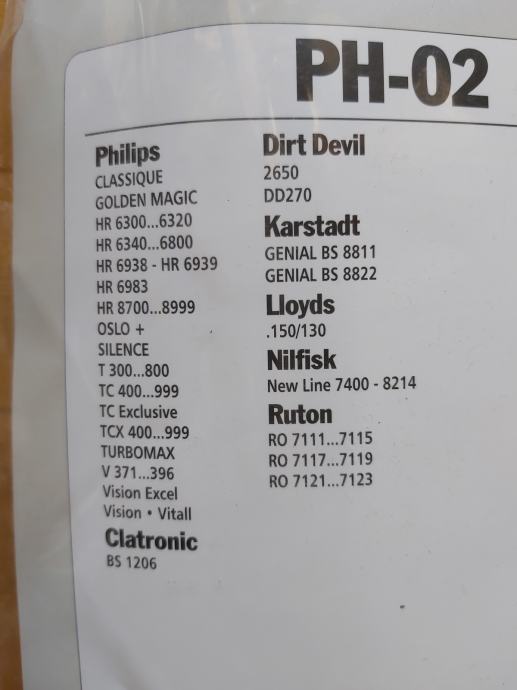 PH-02
Philips
CLASSIQUE
GOLDEN MAGIC
HR 6300...6320
HR 6340...6800
HR 6938 - HR 6939
HR 6983
HR 8700...8999
OSLO +
SILENCE
T 300...800
TC 400...999
TC Exclusive
TCX 400...999
TURBOMAX
V 371...396
Vision Excel
Vision • Vitall
Clatronic
BS 1206
Dirt Devil
2650
DD270
Karstadt
GENIAL BS 8811
GENIAL BS 8822
Lloyds
.150/130
Nilfisk
New Line 7400 - 8214
Ruton
RO 7111...7115
RO 7117...7119
RO 7121...7123